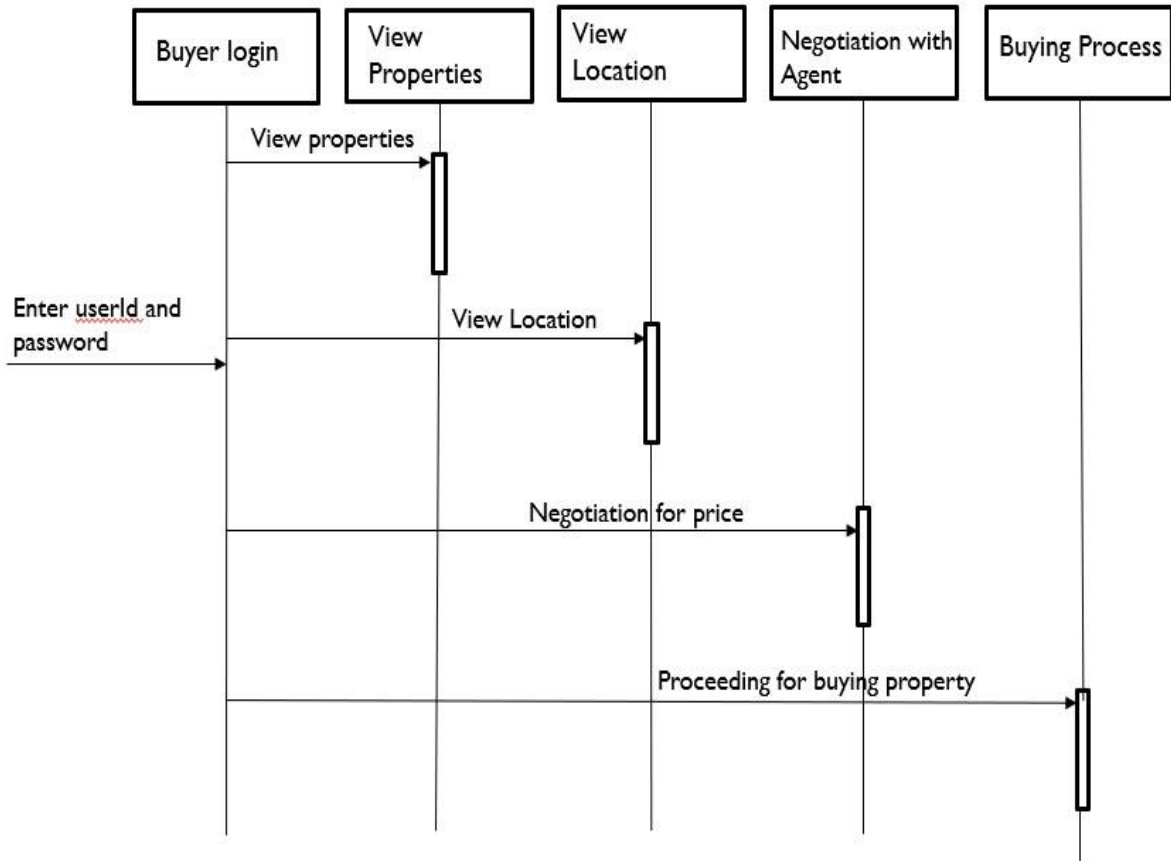 Buyer login
View
Properties
View
Location
Negotiation with
Agent
Buying Process
View properties
Enter userId and
password
View Location
Negotiation for price
Proceeding for buying property